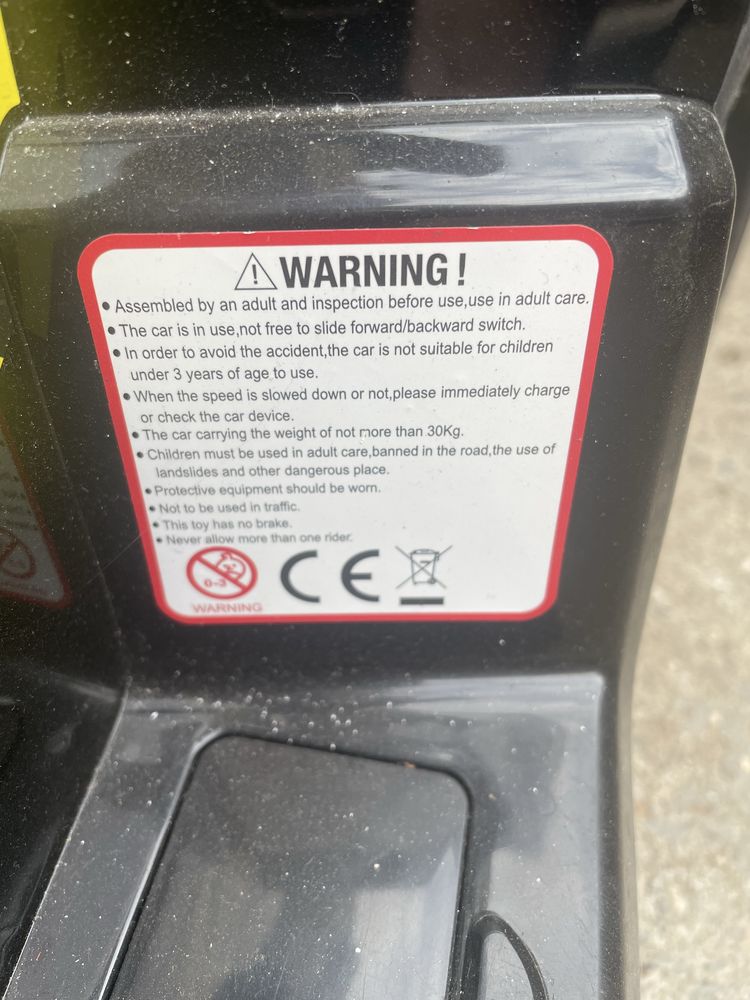 WARNING!
• Assembled by an adult and inspection before use,use in adult care.
• The car is in use,not free to slide forward/backward switch.
• In order to avoid the accident,the car is not suitable for children
under 3 years of age to use.
• When the speed is slowed down or not,please immediately charge
or check the car device.
• The car carrying the weight of not more than 30Kg.
• Children must be used in adult care,banned in the road,the use of
landslides and other dangerous place.
• Protective equipment should be worn.
• Not to be used in traffic.
• This toy has no brake.
• Never allow more than one rider.
0-3
CE
WARNING